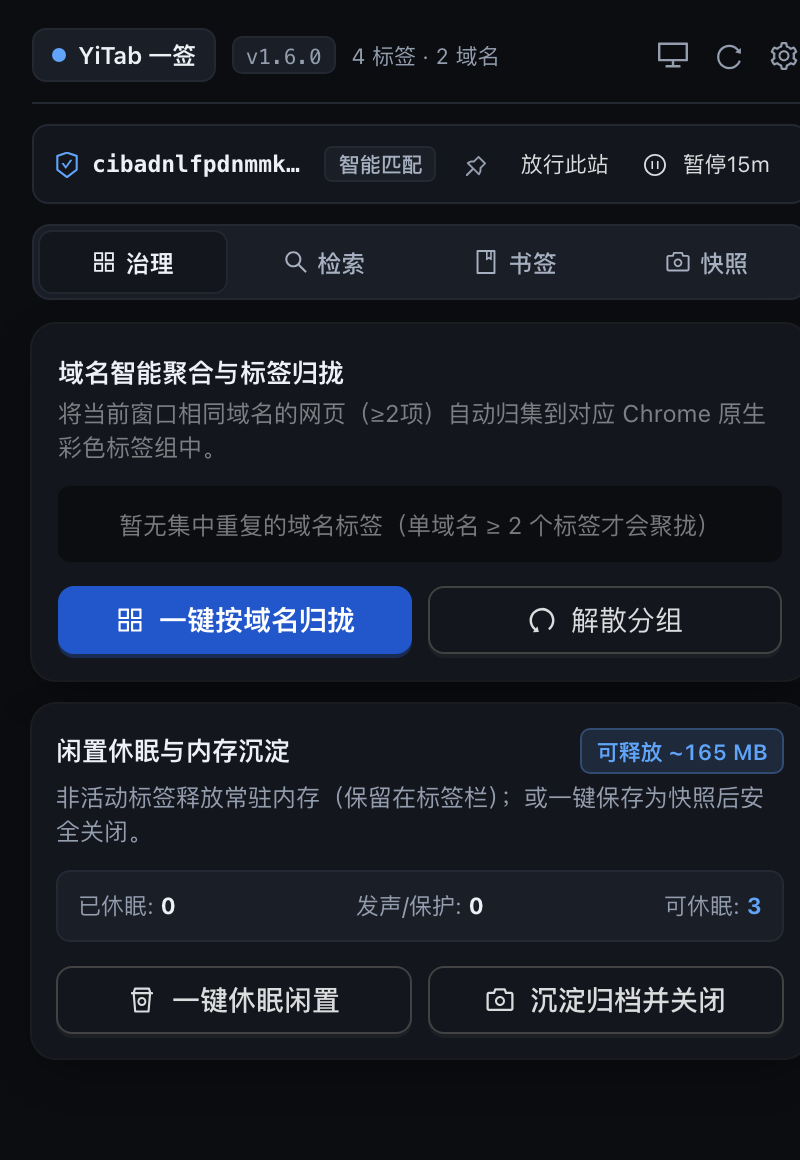 YiTab 一签 v1.6.0 4 标签 · 2 域名
cibadnlfpdnmmk… 智能匹配 放行此站 暂停15m
治理 检索 书签 快照
域名智能聚合与标签归拢
将当前窗口相同域名的网页（≥2项）自动归集到对应 Chrome 原生
彩色标签组中。
暂无集中重复的域名标签（单域名 ≥ 2 个标签才会聚拢）
一键按域名归拢 解散分组
闲置休眠与内存沉淀 可释放 ~165 MB
非活动标签释放常驻内存（保留在标签栏）；或一键保存为快照后安
全关闭。
已休眠: 0 发声/保护: 0 可休眠: 3
一键休眠闲置 沉淀归档并关闭